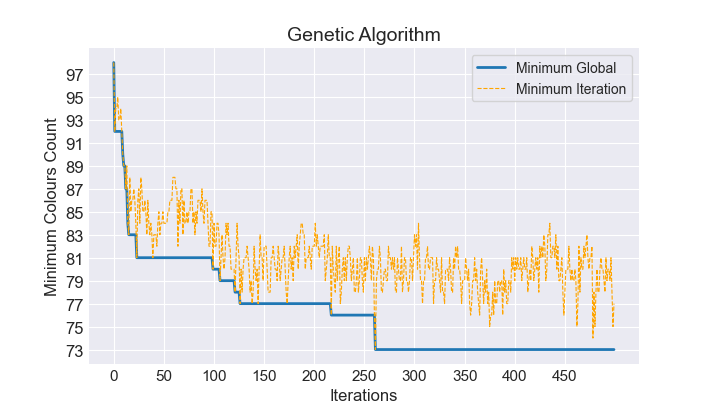 Genetic Algorithm
Minimum Global
Minimum Iteration
Minimum Colours Count
97
95
93
91
89
87
85
83
81
79
77
75
73
0 50 100 150 200 250 300 350 400 450
Iterations